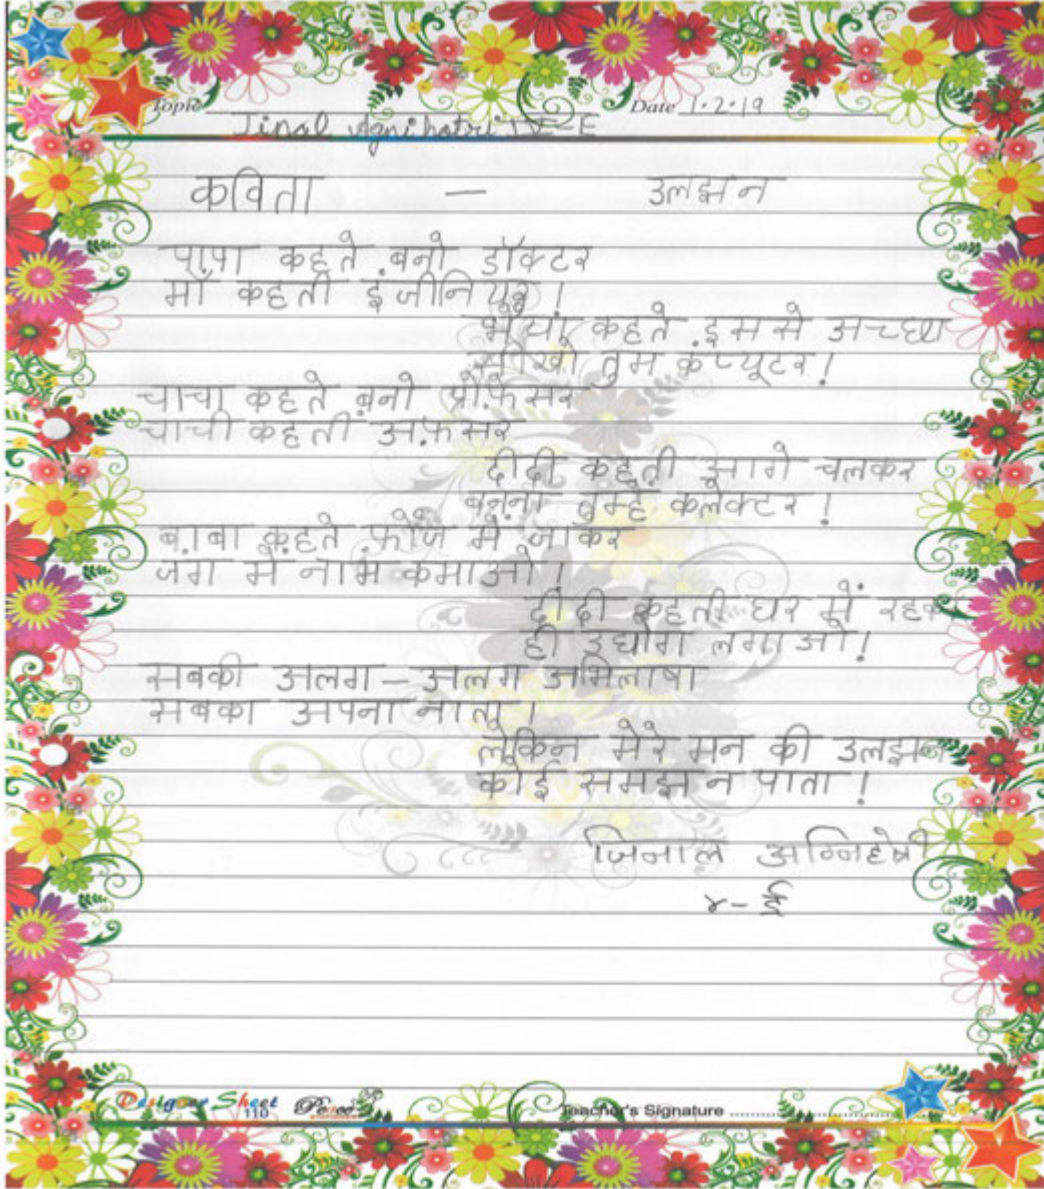 Topic
Date 1.2.19
Jinal Agnihotri IV-E
कविता — उलझन
पापा कहते बनो डॉक्टर
माँ कहती इंजीनियर !
भैया कहते इससे अच्छा
सीखो तुम कंप्यूटर !
चाचा कहते बनो प्रोफ़ेसर
चाची कहती अफ़सर
दीदी कहती आगे चलकर
बनना तुम्हे कलेक्टर !
बाबा कहते फ़ौज में जाकर
जग में नाम कमाओ !
दीदी कहती घर में रहकर
ही उद्योग लगाओ !
सबकी अलग - अलग अभिलाषा
सबका अपना नाता !
लेकिन मेरे मन की उलझन
कोई समझ न पाता !
जिनाल अग्निहोत्री
४-ई
Designer Sheet
110
Teacher's Signature